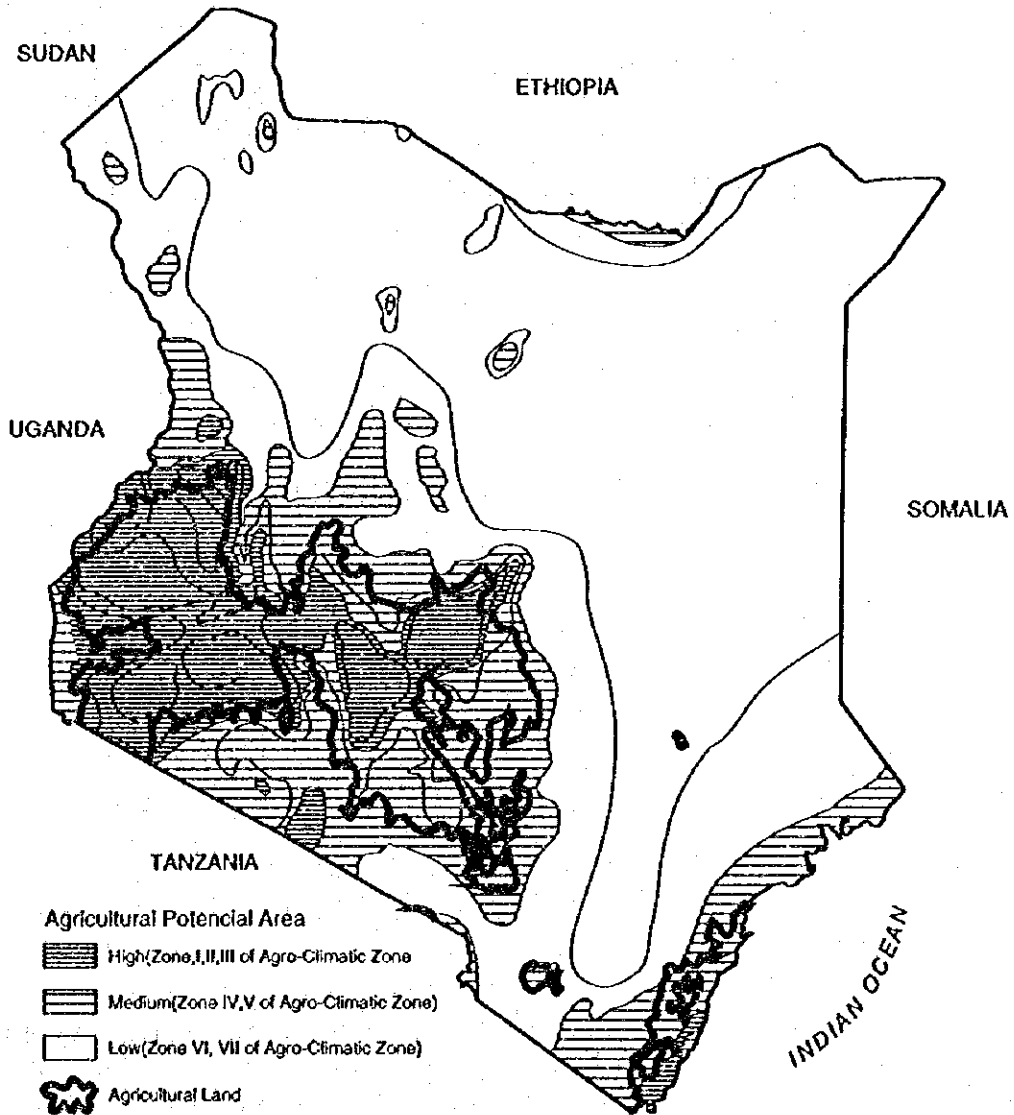 SUDAN
ETHIOPIA
UGANDA
SOMALIA
TANZANIA
INDIAN OCEAN
Agricultural Potencial Area
High(Zone,I,II,III of Agro-Climatic Zone
Medium(Zone IV,V of Agro-Climatic Zone)
Low(Zone VI, VII of Agro-Climatic Zone)
Agricultural Land